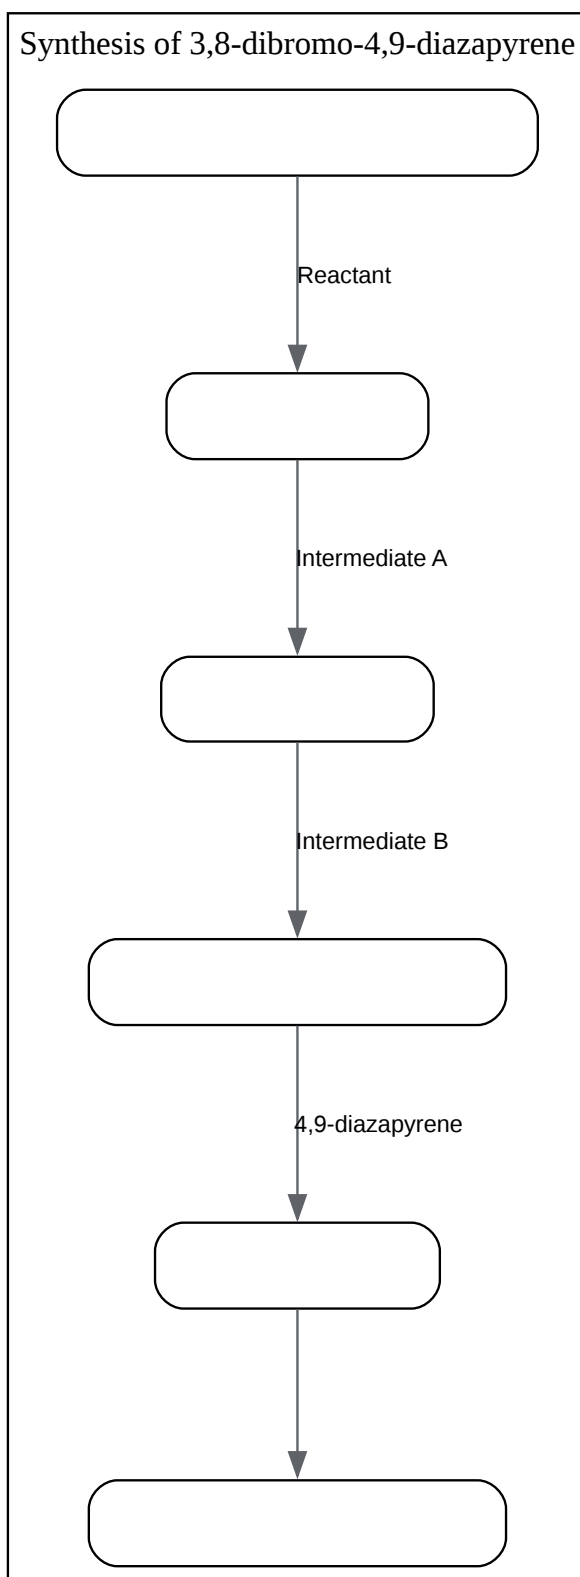 Synthesis of 3,8-dibromo-4,9-diazapyrene
Reactant
Intermediate A
Intermediate B
4,9-diazapyrene